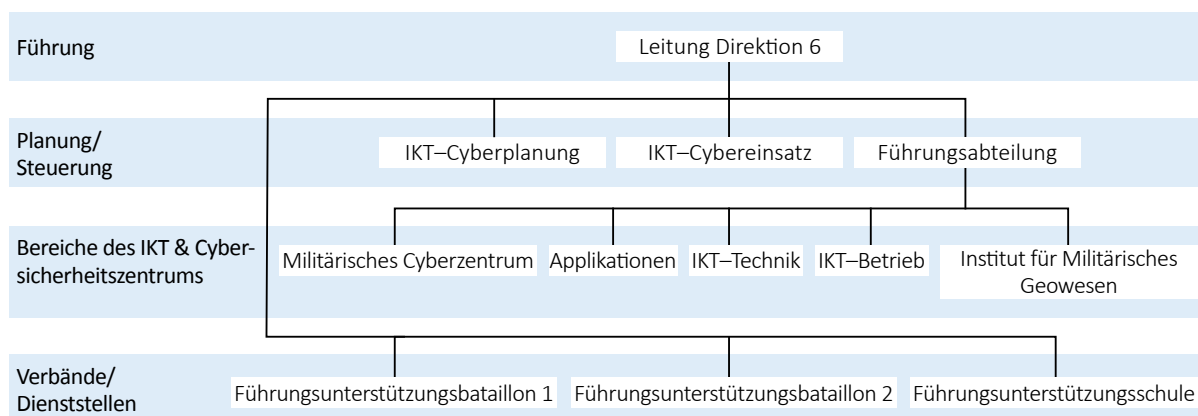 Führung
Leitung Direktion 6
Planung/
Steuerung
IKT–Cyberplanung
IKT–Cybereinsatz
Führungsabteilung
Bereiche des IKT & Cyber-
sicherheitszentrums
Militärisches Cyberzentrum
Applikationen
IKT–Technik
IKT–Betrieb
Institut für Militärisches
Geowesen
Verbände/
Dienststellen
Führungsunterstützungsbataillon 1
Führungsunterstützungsbataillon 2
Führungsunterstützungsschule